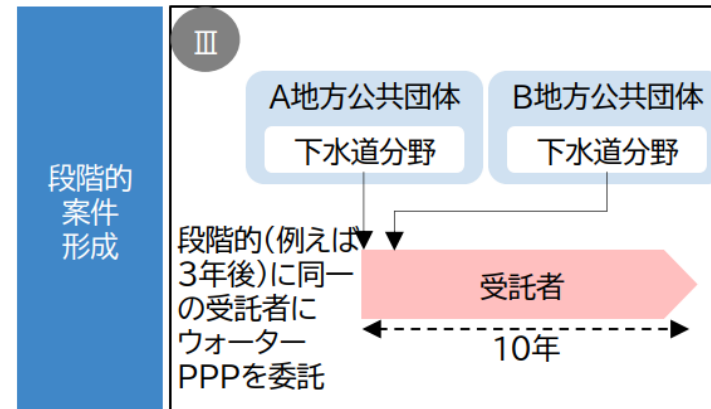 段階的
案件
形成
Ⅲ
A地方公共団体
下水道分野
B地方公共団体
下水道分野
段階的(例えば
3年後)に同一
の受託者に
ウォーター
PPPを委託
受託者
10年